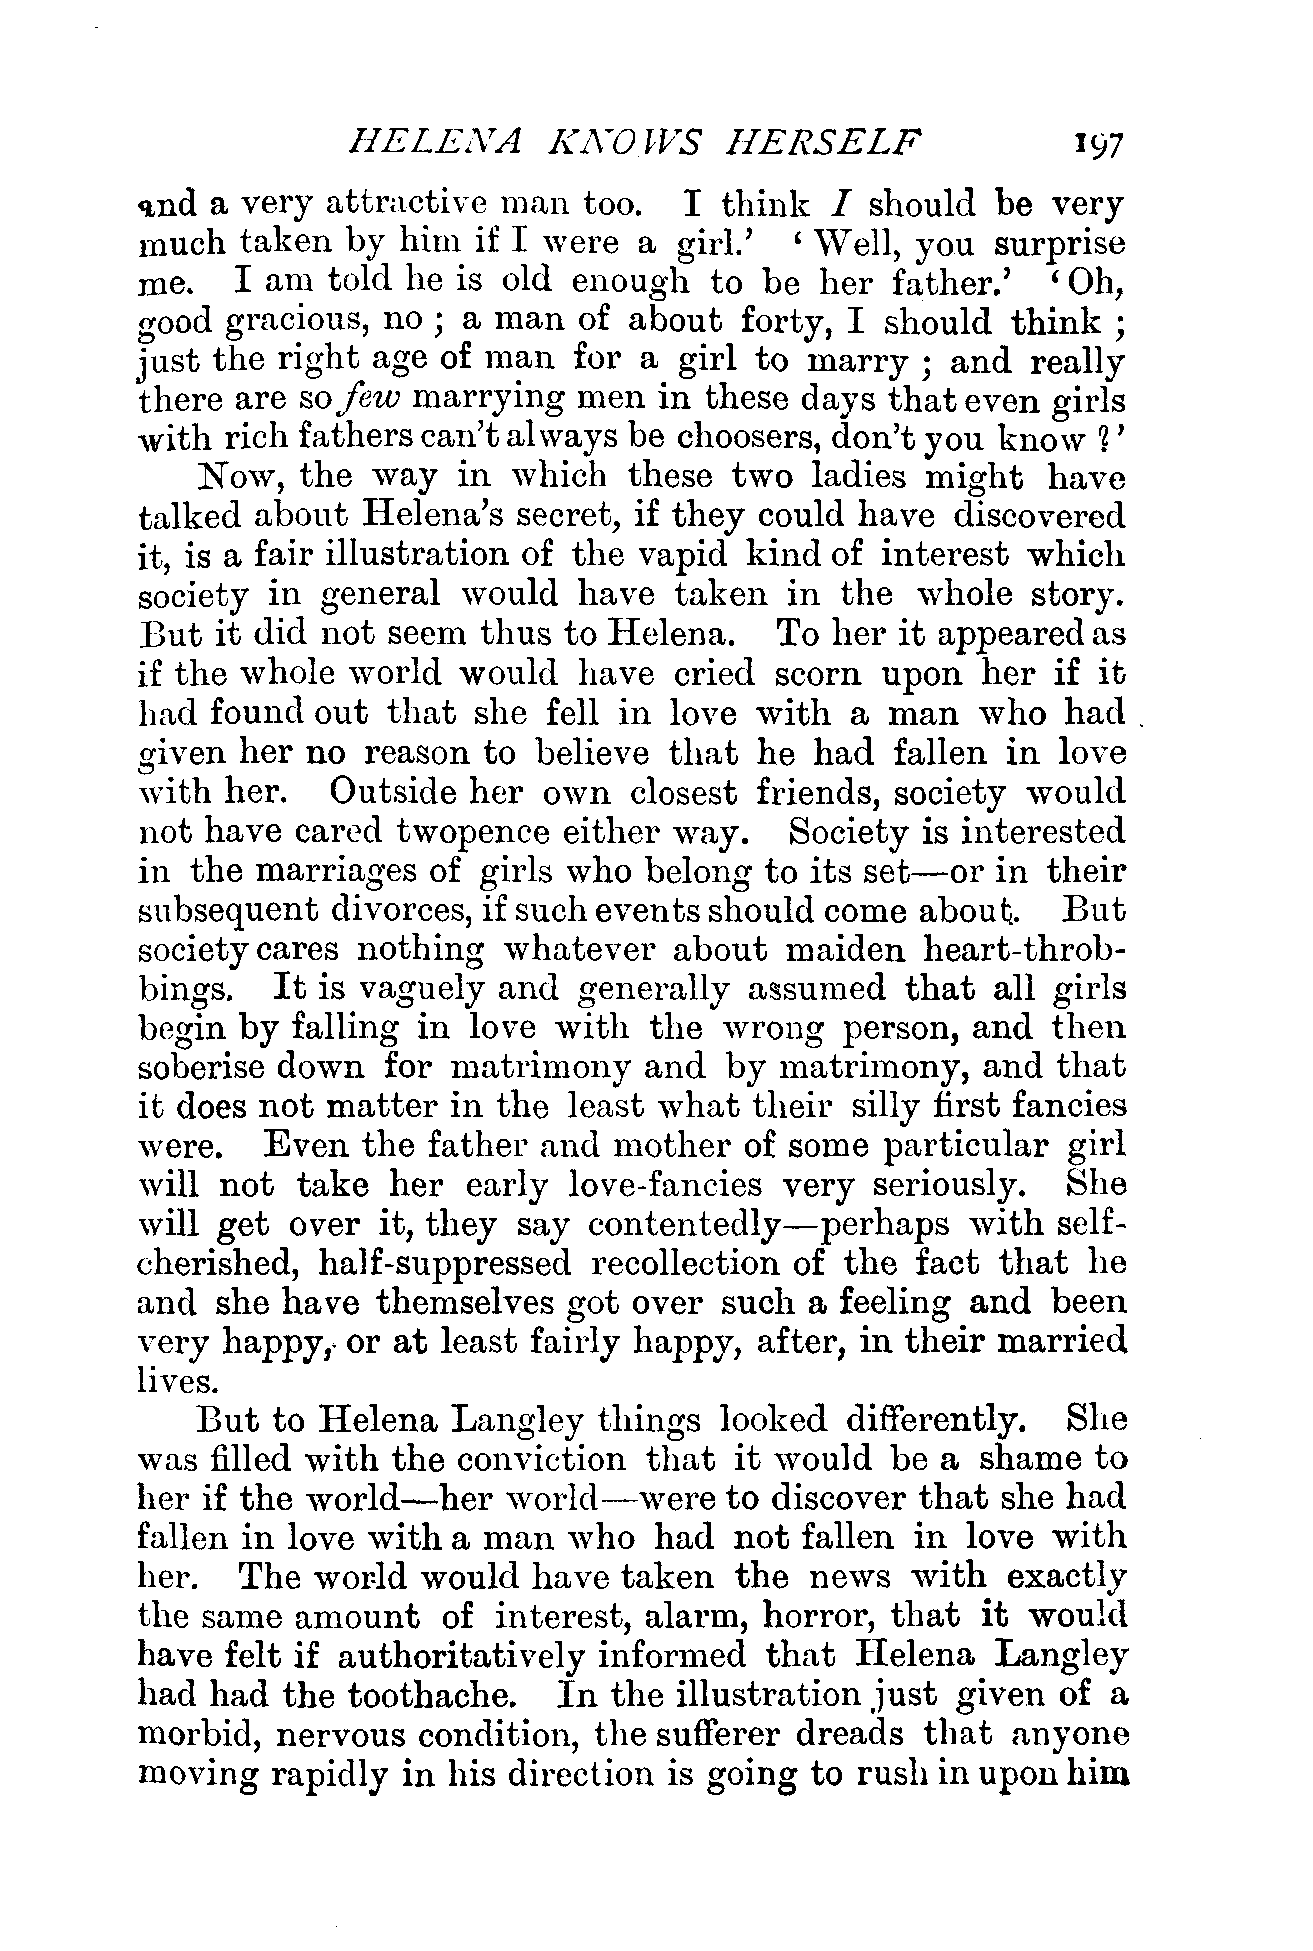 HELENA KNOWS HERSELF 197
and a very attractive man too. I think I should be very
much taken by him if I were a girl.' 'Well, you surprise
me. I am told he is old enough to be her father.' 'Oh,
good gracious, no ; a man of about forty, I should think ;
just the right age of man for a girl to marry ; and really
there are so few marrying men in these days that even girls
with rich fathers can't always be choosers, don't you know ?'
Now, the way in which these two ladies might have
talked about Helena's secret, if they could have discovered
it, is a fair illustration of the vapid kind of interest which
society in general would have taken in the whole story.
But it did not seem thus to Helena. To her it appeared as
if the whole world would have cried scorn upon her if it
had found out that she fell in love with a man who had
given her no reason to believe that he had fallen in love
with her. Outside her own closest friends, society would
not have cared twopence either way. Society is interested
in the marriages of girls who belong to its set—or in their
subsequent divorces, if such events should come about. But
society cares nothing whatever about maiden heart-throb-
bings. It is vaguely and generally assumed that all girls
begin by falling in love with the wrong person, and then
soberise down for matrimony and by matrimony, and that
it does not matter in the least what their silly first fancies
were. Even the father and mother of some particular girl
will not take her early love-fancies very seriously. She
will get over it, they say contentedly—perhaps with self-
cherished, half-suppressed recollection of the fact that he
and she have themselves got over such a feeling and been
very happy, or at least fairly happy, after, in their married
lives.
But to Helena Langley things looked differently. She
was filled with the conviction that it would be a shame to
her if the world—her world—were to discover that she had
fallen in love with a man who had not fallen in love with
her. The world would have taken the news with exactly
the same amount of interest, alarm, horror, that it would
have felt if authoritatively informed that Helena Langley
had had the toothache. In the illustration just given of a
morbid, nervous condition, the sufferer dreads that anyone
moving rapidly in his direction is going to rush in upon him